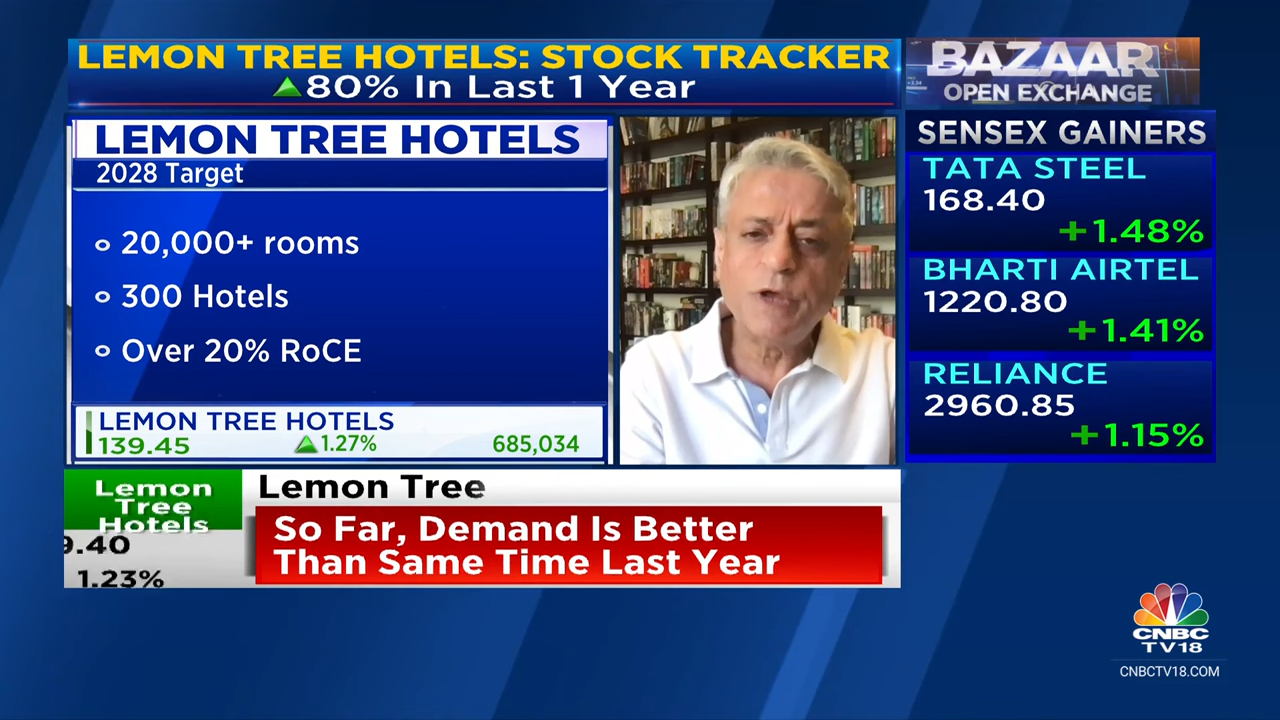 LEMON TREE HOTELS: STOCK TRACKER
80% In Last 1 Year
BAZAAR
OPEN EXCHANGE
LEMON TREE HOTELS
2028 Target
20,000+ rooms
300 Hotels
Over 20% RoCE
LEMON TREE HOTELS
139.45 1.27% 685,034
SENSEX GAINERS
TATA STEEL
168.40
+1.48%
BHARTI AIRTEL
1220.80
+1.41%
RELIANCE
2960.85
+1.15%
Lemon
Tree
Hotels
9.40
1.23%
Lemon Tree
So Far, Demand Is Better
Than Same Time Last Year
CNBC
TV18
CNBCTV18.COM